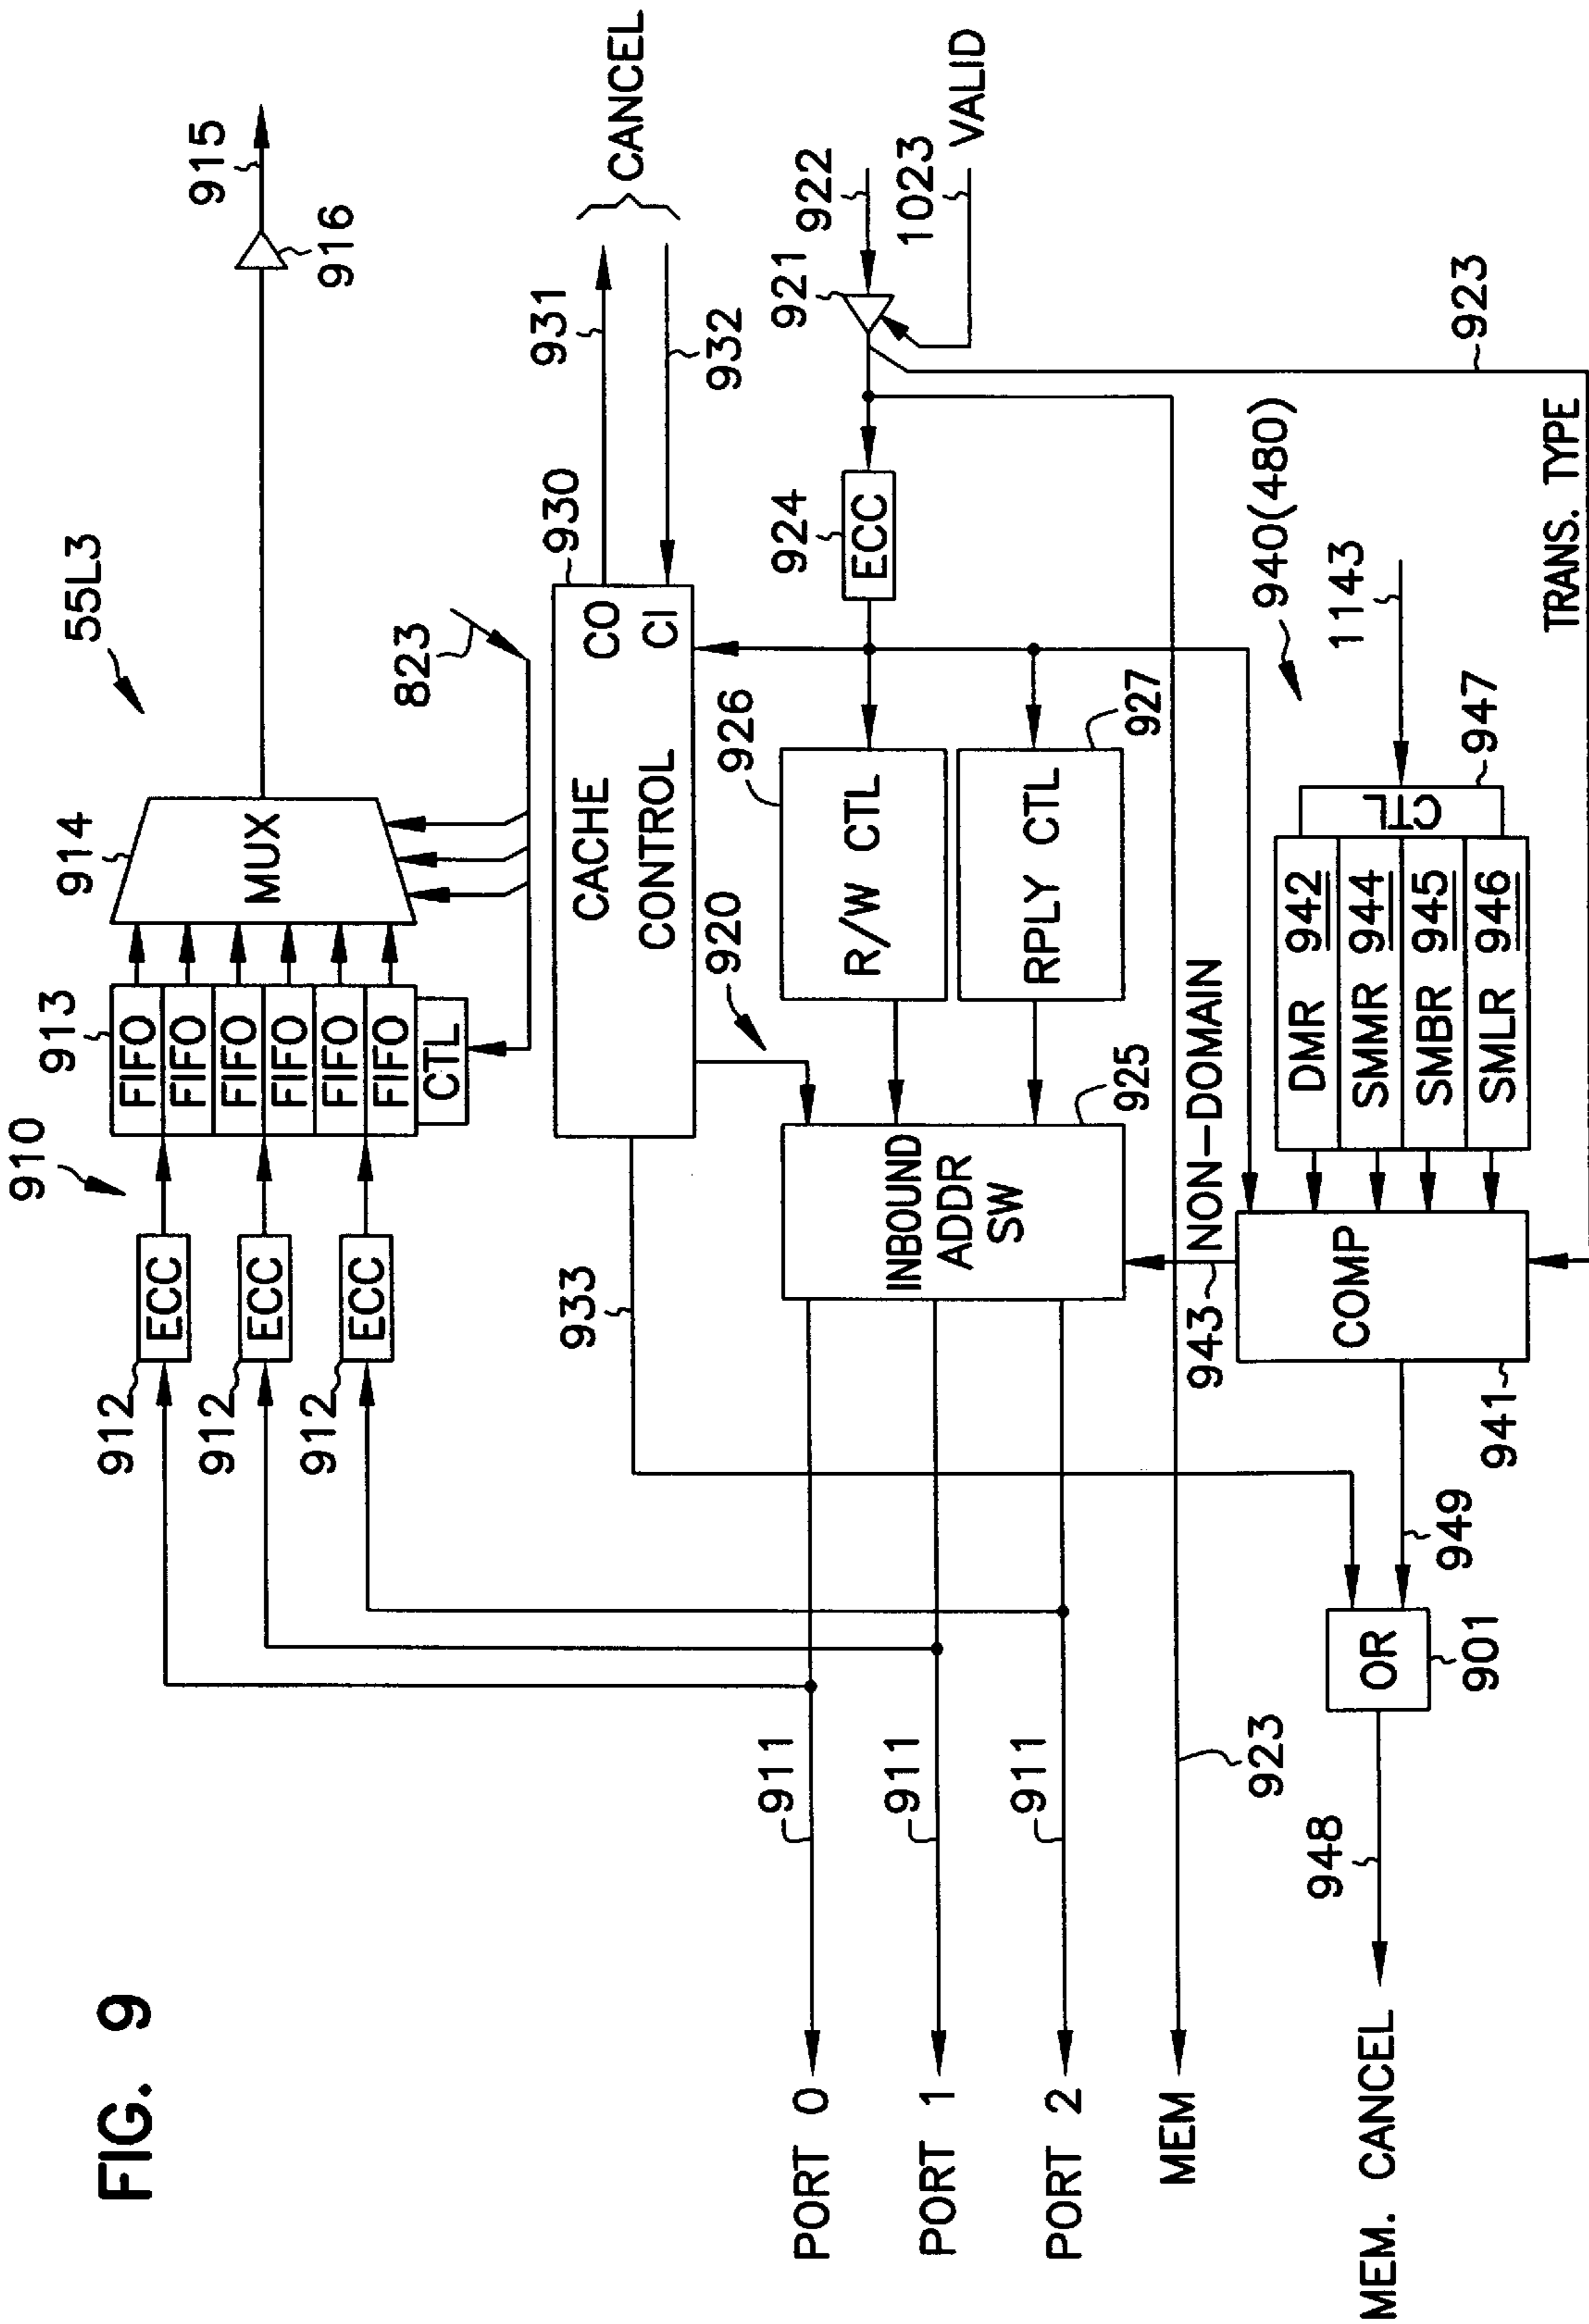 FIG. 9
910
912
ECC
912
ECC
912
ECC
913
FIFO
FIFO
FIFO
FIFO
FIFO
FIFO
CTL
914
MUX
55L3
915
916
823
930
CACHE
CONTROL
CO
CI
931
932
CANCEL
933
920
926
R/W CTL
RPLY CTL
927
924
ECC
921
922
1023
VALID
INBOUND
ADDR
SW
925
911
PORT 0
911
PORT 1
911
PORT 2
923
MEM
943
NON-DOMAIN
COMP
941
DMR 942
SMMR 944
SMBR 945
SMLR 946
CTL
947
940(480)
1143
923
TRANS. TYPE
949
OR
901
948
MEM. CANCEL